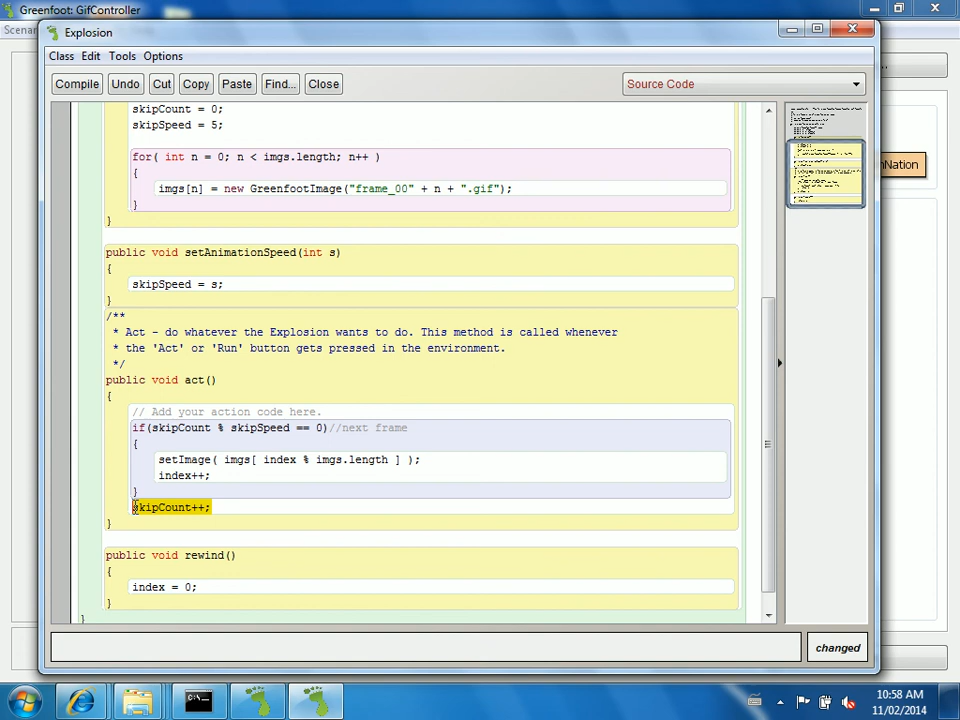 Greenfoot: GifController
Scenar
Explosion
Class Edit Tools Options
Compile Undo Cut Copy Paste Find... Close Source Code
skipCount = 0;
skipSpeed = 5;
for( int n = 0; n < imgs.length; n++ )
{
imgs[n] = new GreenfootImage("frame_00" + n + ".gif");
}
}
public void setAnimationSpeed(int s)
{
skipSpeed = s;
}
/**
* Act - do whatever the Explosion wants to do. This method is called whenever
* the 'Act' or 'Run' button gets pressed in the environment.
*/
public void act()
{
// Add your action code here.
if(skipCount % skipSpeed == 0)//next frame
{
setImage( imgs[ index % imgs.length ] );
index++;
}
skipCount++;
}
public void rewind()
{
index = 0;
}
}
nNation
changed
10:58 AM
11/02/2014